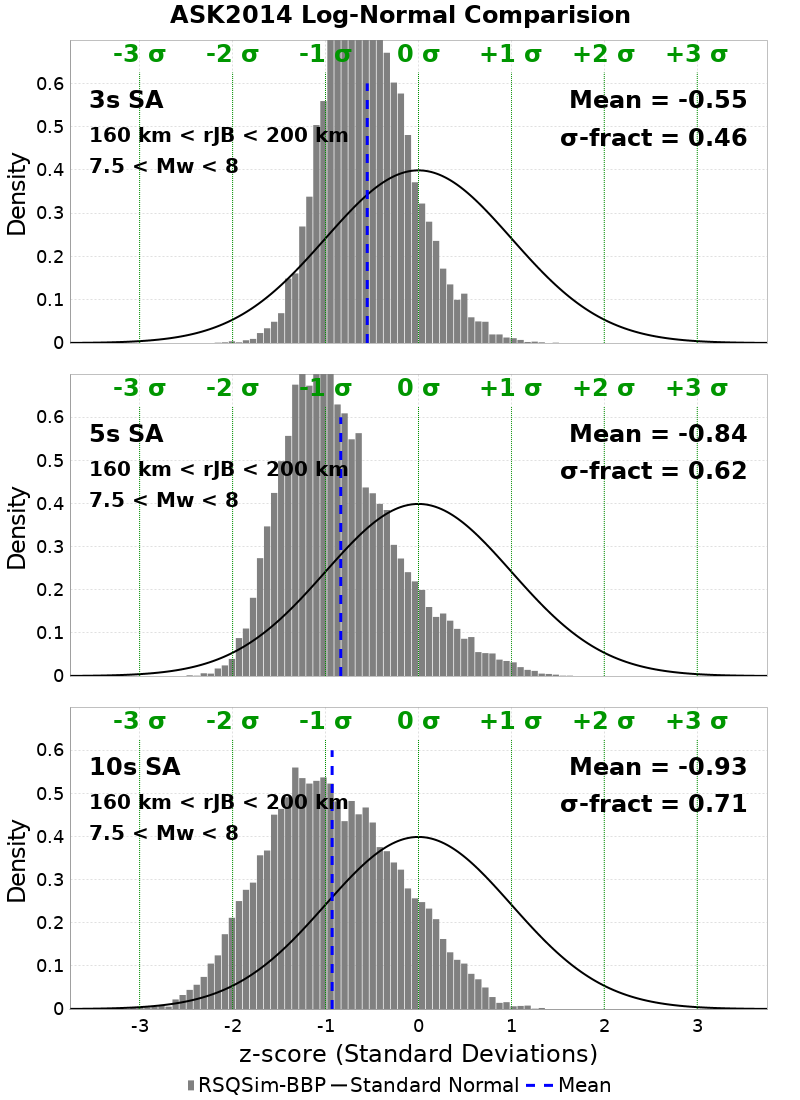 ASK2014 Log-Normal Comparision
-3 σ -2 σ -1 σ 0 σ +1 σ +2 σ +3 σ
3s SA
160 km < rJB < 200 km
7.5 < Mw < 8
Mean = -0.55
σ-fract = 0.46
Density
0.6
0.5
0.4
0.3
0.2
0.1
0
-3 σ -2 σ -1 σ 0 σ +1 σ +2 σ +3 σ
5s SA
160 km < rJB < 200 km
7.5 < Mw < 8
Mean = -0.84
σ-fract = 0.62
Density
0.6
0.5
0.4
0.3
0.2
0.1
0
-3 σ -2 σ -1 σ 0 σ +1 σ +2 σ +3 σ
10s SA
160 km < rJB < 200 km
7.5 < Mw < 8
Mean = -0.93
σ-fract = 0.71
Density
0.6
0.5
0.4
0.3
0.2
0.1
0
-3 -2 -1 0 1 2 3
z-score (Standard Deviations)
RSQSim-BBP Standard Normal Mean